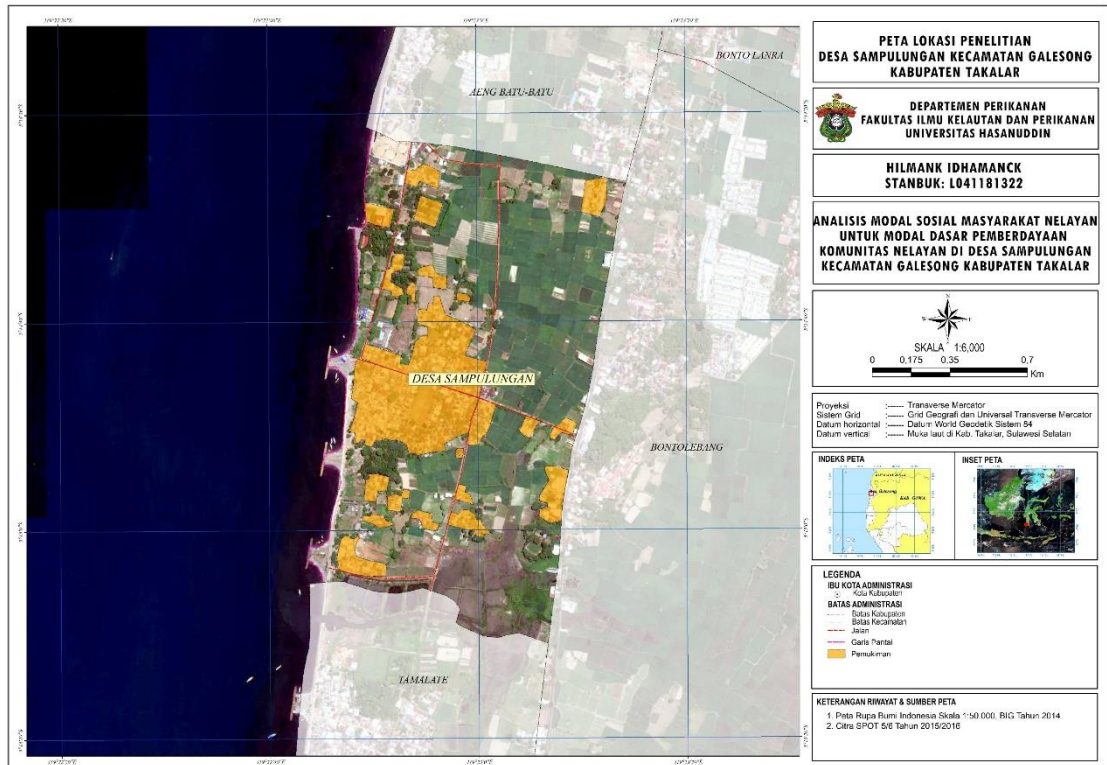 BONTO LANRA
AENG BATU-BATU
DESA SAMPULUNGAN
BONTOLEBANG
TAMALATE
PETA LOKASI PENELITIAN
DESA SAMPULUNGAN KECAMATAN GALESONG
KABUPATEN TAKALAR
DEPARTEMEN PERIKANAN
FAKULTAS ILMU KELAUTAN DAN PERIKANAN
UNIVERSITAS HASANUDDIN
HILMANK IDHAMANCK
STANBUK: L041181322
ANALISIS MODAL SOSIAL MASYARAKAT NELAYAN
UNTUK MODAL DASAR PEMBERDAYAAN
KOMUNITAS NELAYAN DI DESA SAMPULUNGAN
KECAMATAN GALESONG KABUPATEN TAKALAR
N
W E
S
SKALA 1:6,000
0 0,175 0,35 0,7
Km
Proyeksi :------ Transverse Mercator
Sistem Grid :------ Grid Geografi dan Universal Transverse Mercator
Datum horizontal :------ Datum World Geodetik Sistem 84
Datum vertical :------ Muka laut di Kab. Takalar, Sulawesi Selatan
INDEKS PETA
INSET PETA
KAB GOWA
LEGENDA
IBU KOTA ADMINISTRASI
Kota Kabupaten
BATAS ADMINISTRASI
Batas Kabupaten
Batas Kecamatan
Jalan
Garis Pantai
Pemukiman
KETERANGAN RIWAYAT & SUMBER PETA
1. Peta Rupa Bumi Indonesia Skala 1:50.000, BIG Tahun 2014
2. Citra SPOT 5/6 Tahun 2015/2016